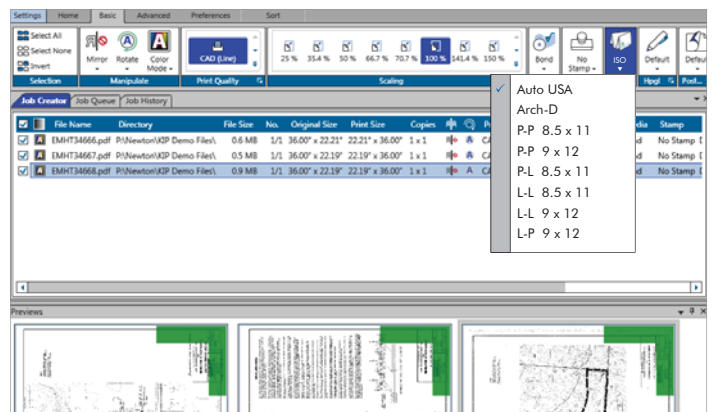 Settings Home Basic Advanced Preferences Sort
Select All
Select None
Invert
Mirror Rotate Color Mode
CAD (Line)
25 % 35.4 % 50 % 66.7 % 70.7 % 100 % 141.4 % 150 %
Bond No Stamp ISO Default
Selection Manipulate Print Quality Scaling Hpgl
Auto USA
Arch-D
P-P 8.5 x 11
P-P 9 x 12
P-L 8.5 x 11
L-L 8.5 x 11
L-L 9 x 12
L-P 9 x 12
Job Creator Job Queue Job History
File Name Directory File Size No. Original Size Print Size Copies Stamp
EMHT34666.pdf P:\Newton\KIP Demo Files\ 0.6 MB 1/1 36.00" x 22.21" 22.21" x 36.00" 1 x 1 No Stamp
EMHT34667.pdf P:\Newton\KIP Demo Files\ 0.5 MB 1/1 36.00" x 22.19" 22.19" x 36.00" 1 x 1 No Stamp
EMHT34668.pdf P:\Newton\KIP Demo Files\ 0.9 MB 1/1 36.00" x 22.19" 22.19" x 36.00" 1 x 1 No Stamp
Previews